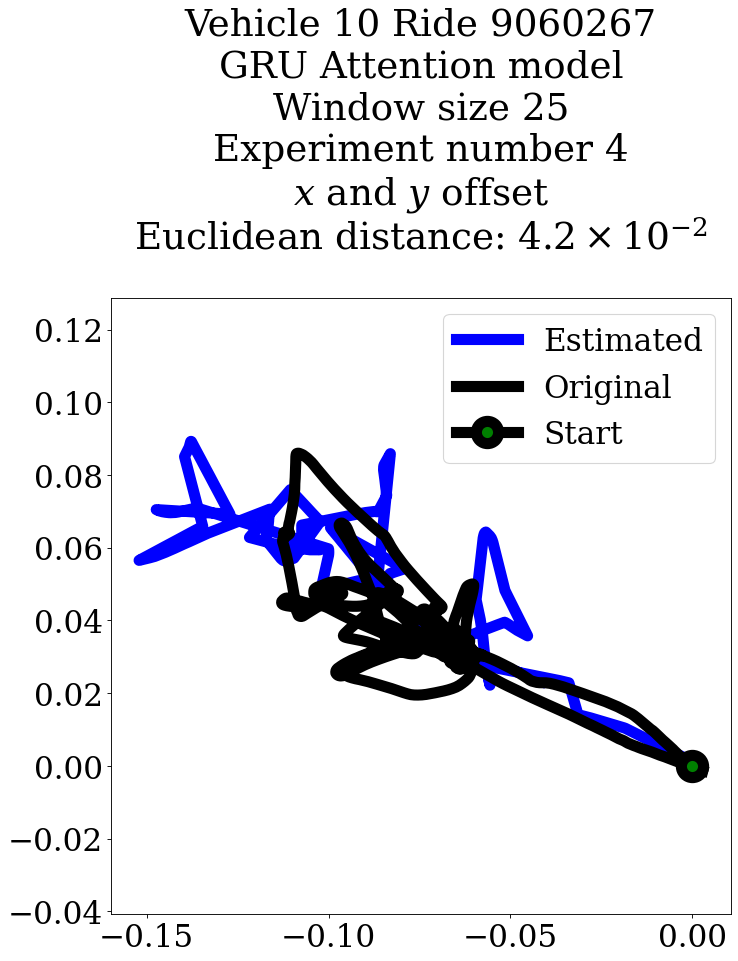 Vehicle 10 Ride 9060267
GRU Attention model
Window size 25
Experiment number 4
x and y offset
Euclidean distance: 4.2 × 10⁻²
Estimated
Original
Start
0.12
0.10
0.08
0.06
0.04
0.02
0.00
−0.02
−0.04
−0.15
−0.10
−0.05
0.00